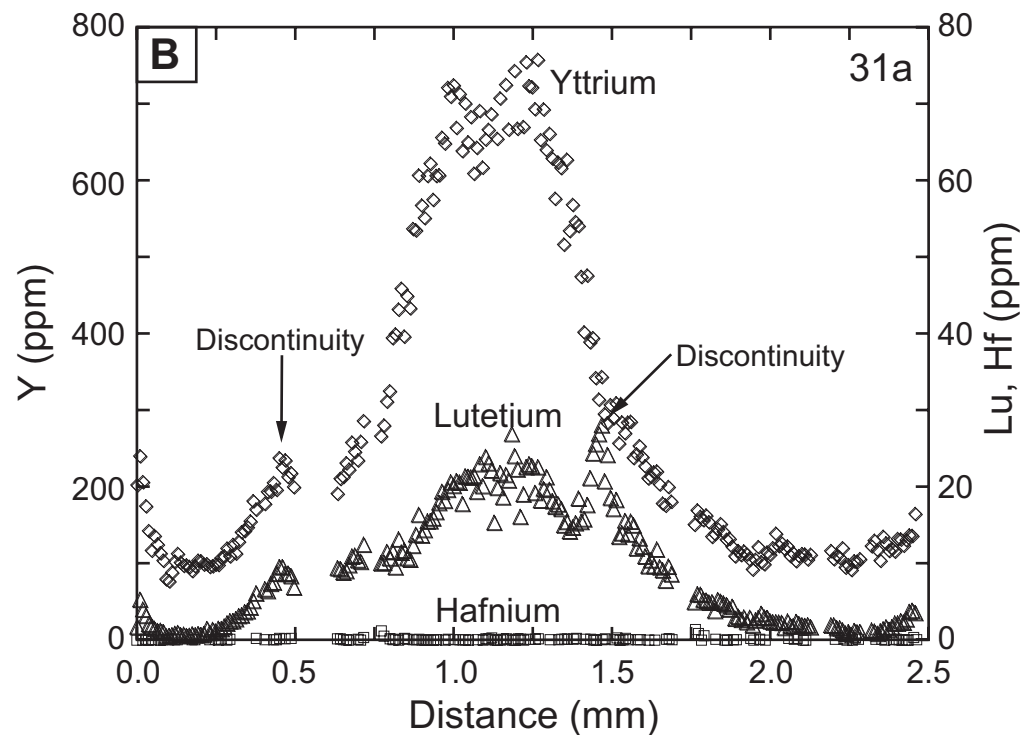 B
31a
Yttrium
Discontinuity
Discontinuity
Lutetium
Hafnium
Y (ppm)
800
600
400
200
0
Lu, Hf (ppm)
80
60
40
20
0
0.0 0.5 1.0 1.5 2.0 2.5
Distance (mm)